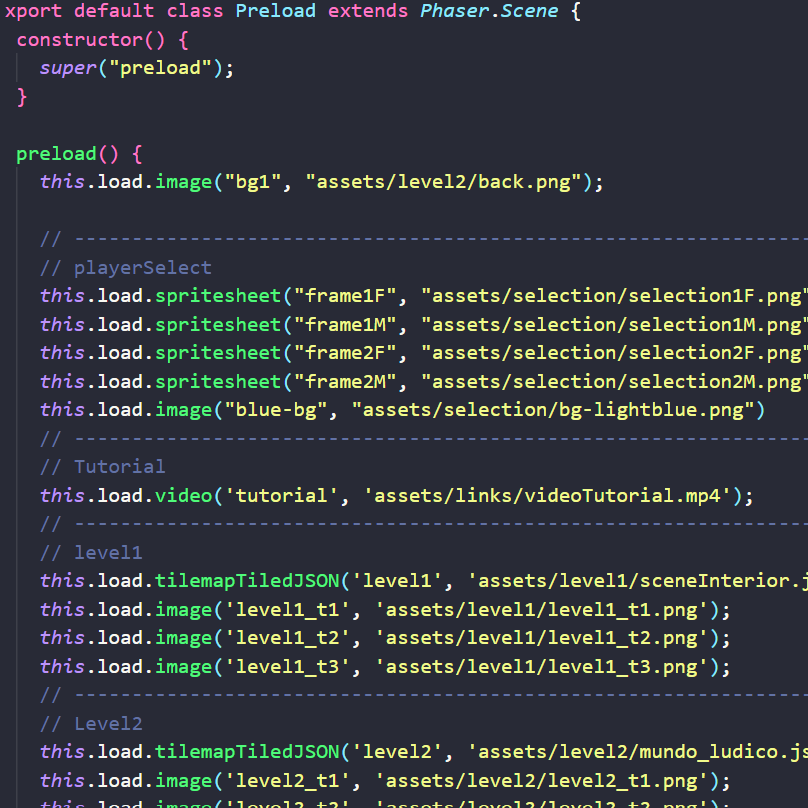 xport default class Preload extends Phaser.Scene {
constructor() {
super("preload");
}
preload() {
this.load.image("bg1", "assets/level2/back.png");
// ----------------------------------------------------------------
// playerSelect
this.load.spritesheet("frame1F", "assets/selection/selection1F.png"
this.load.spritesheet("frame1M", "assets/selection/selection1M.png"
this.load.spritesheet("frame2F", "assets/selection/selection2F.png"
this.load.spritesheet("frame2M", "assets/selection/selection2M.png"
this.load.image("blue-bg", "assets/selection/bg-lightblue.png")
// ----------------------------------------------------------------
// Tutorial
this.load.video('tutorial', 'assets/links/videoTutorial.mp4');
// ----------------------------------------------------------------
// level1
this.load.tilemapTiledJSON('level1', 'assets/level1/sceneInterior.j
this.load.image('level1_t1', 'assets/level1/level1_t1.png');
this.load.image('level1_t2', 'assets/level1/level1_t2.png');
this.load.image('level1_t3', 'assets/level1/level1_t3.png');
// ----------------------------------------------------------------
// Level2
this.load.tilemapTiledJSON('level2', 'assets/level2/mundo_ludico.js
this.load.image('level2_t1', 'assets/level2/level2_t1.png');